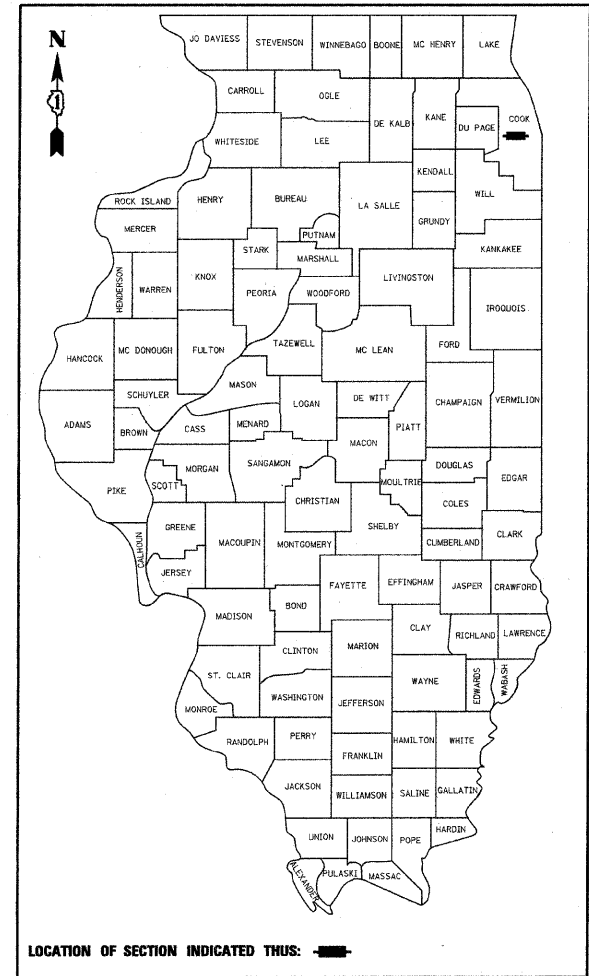 JO DAVIESS STEVENSON WINNEBAGO BOONE MC HENRY LAKE
N
CARROLL OGLE DE KALB KANE DU PAGE COOK
1
WHITESIDE LEE
KENDALL
ROCK ISLAND HENRY BUREAU LA SALLE GRUNDY WILL
MERCER PUTNAM
STARK MARSHALL KANKAKEE
HENDERSON WARREN KNOX PEORIA WOODFORD LIVINGSTON IROQUOIS
HANCOCK MC DONOUGH FULTON TAZEWELL MC LEAN FORD
MASON
SCHUYLER LOGAN DE WITT CHAMPAIGN VERMILION
ADAMS BROWN CASS MENARD MACON PIATT
PIKE SCOTT MORGAN SANGAMON MOULTRIE DOUGLAS EDGAR
CHRISTIAN COLES
GREENE SHELBY
CALHOUN MACOUPIN MONTGOMERY CUMBERLAND CLARK
JERSEY FAYETTE EFFINGHAM JASPER CRAWFORD
MADISON BOND
CLAY RICHLAND LAWRENCE
CLINTON MARION
ST. CLAIR WAYNE EDWARDS WABASH
WASHINGTON JEFFERSON
MONROE
RANDOLPH PERRY HAMILTON WHITE
FRANKLIN
JACKSON WILLIAMSON SALINE GALLATIN
UNION JOHNSON POPE HARDIN
ALEXANDER PULASKI MASSAC
LOCATION OF SECTION INDICATED THUS: